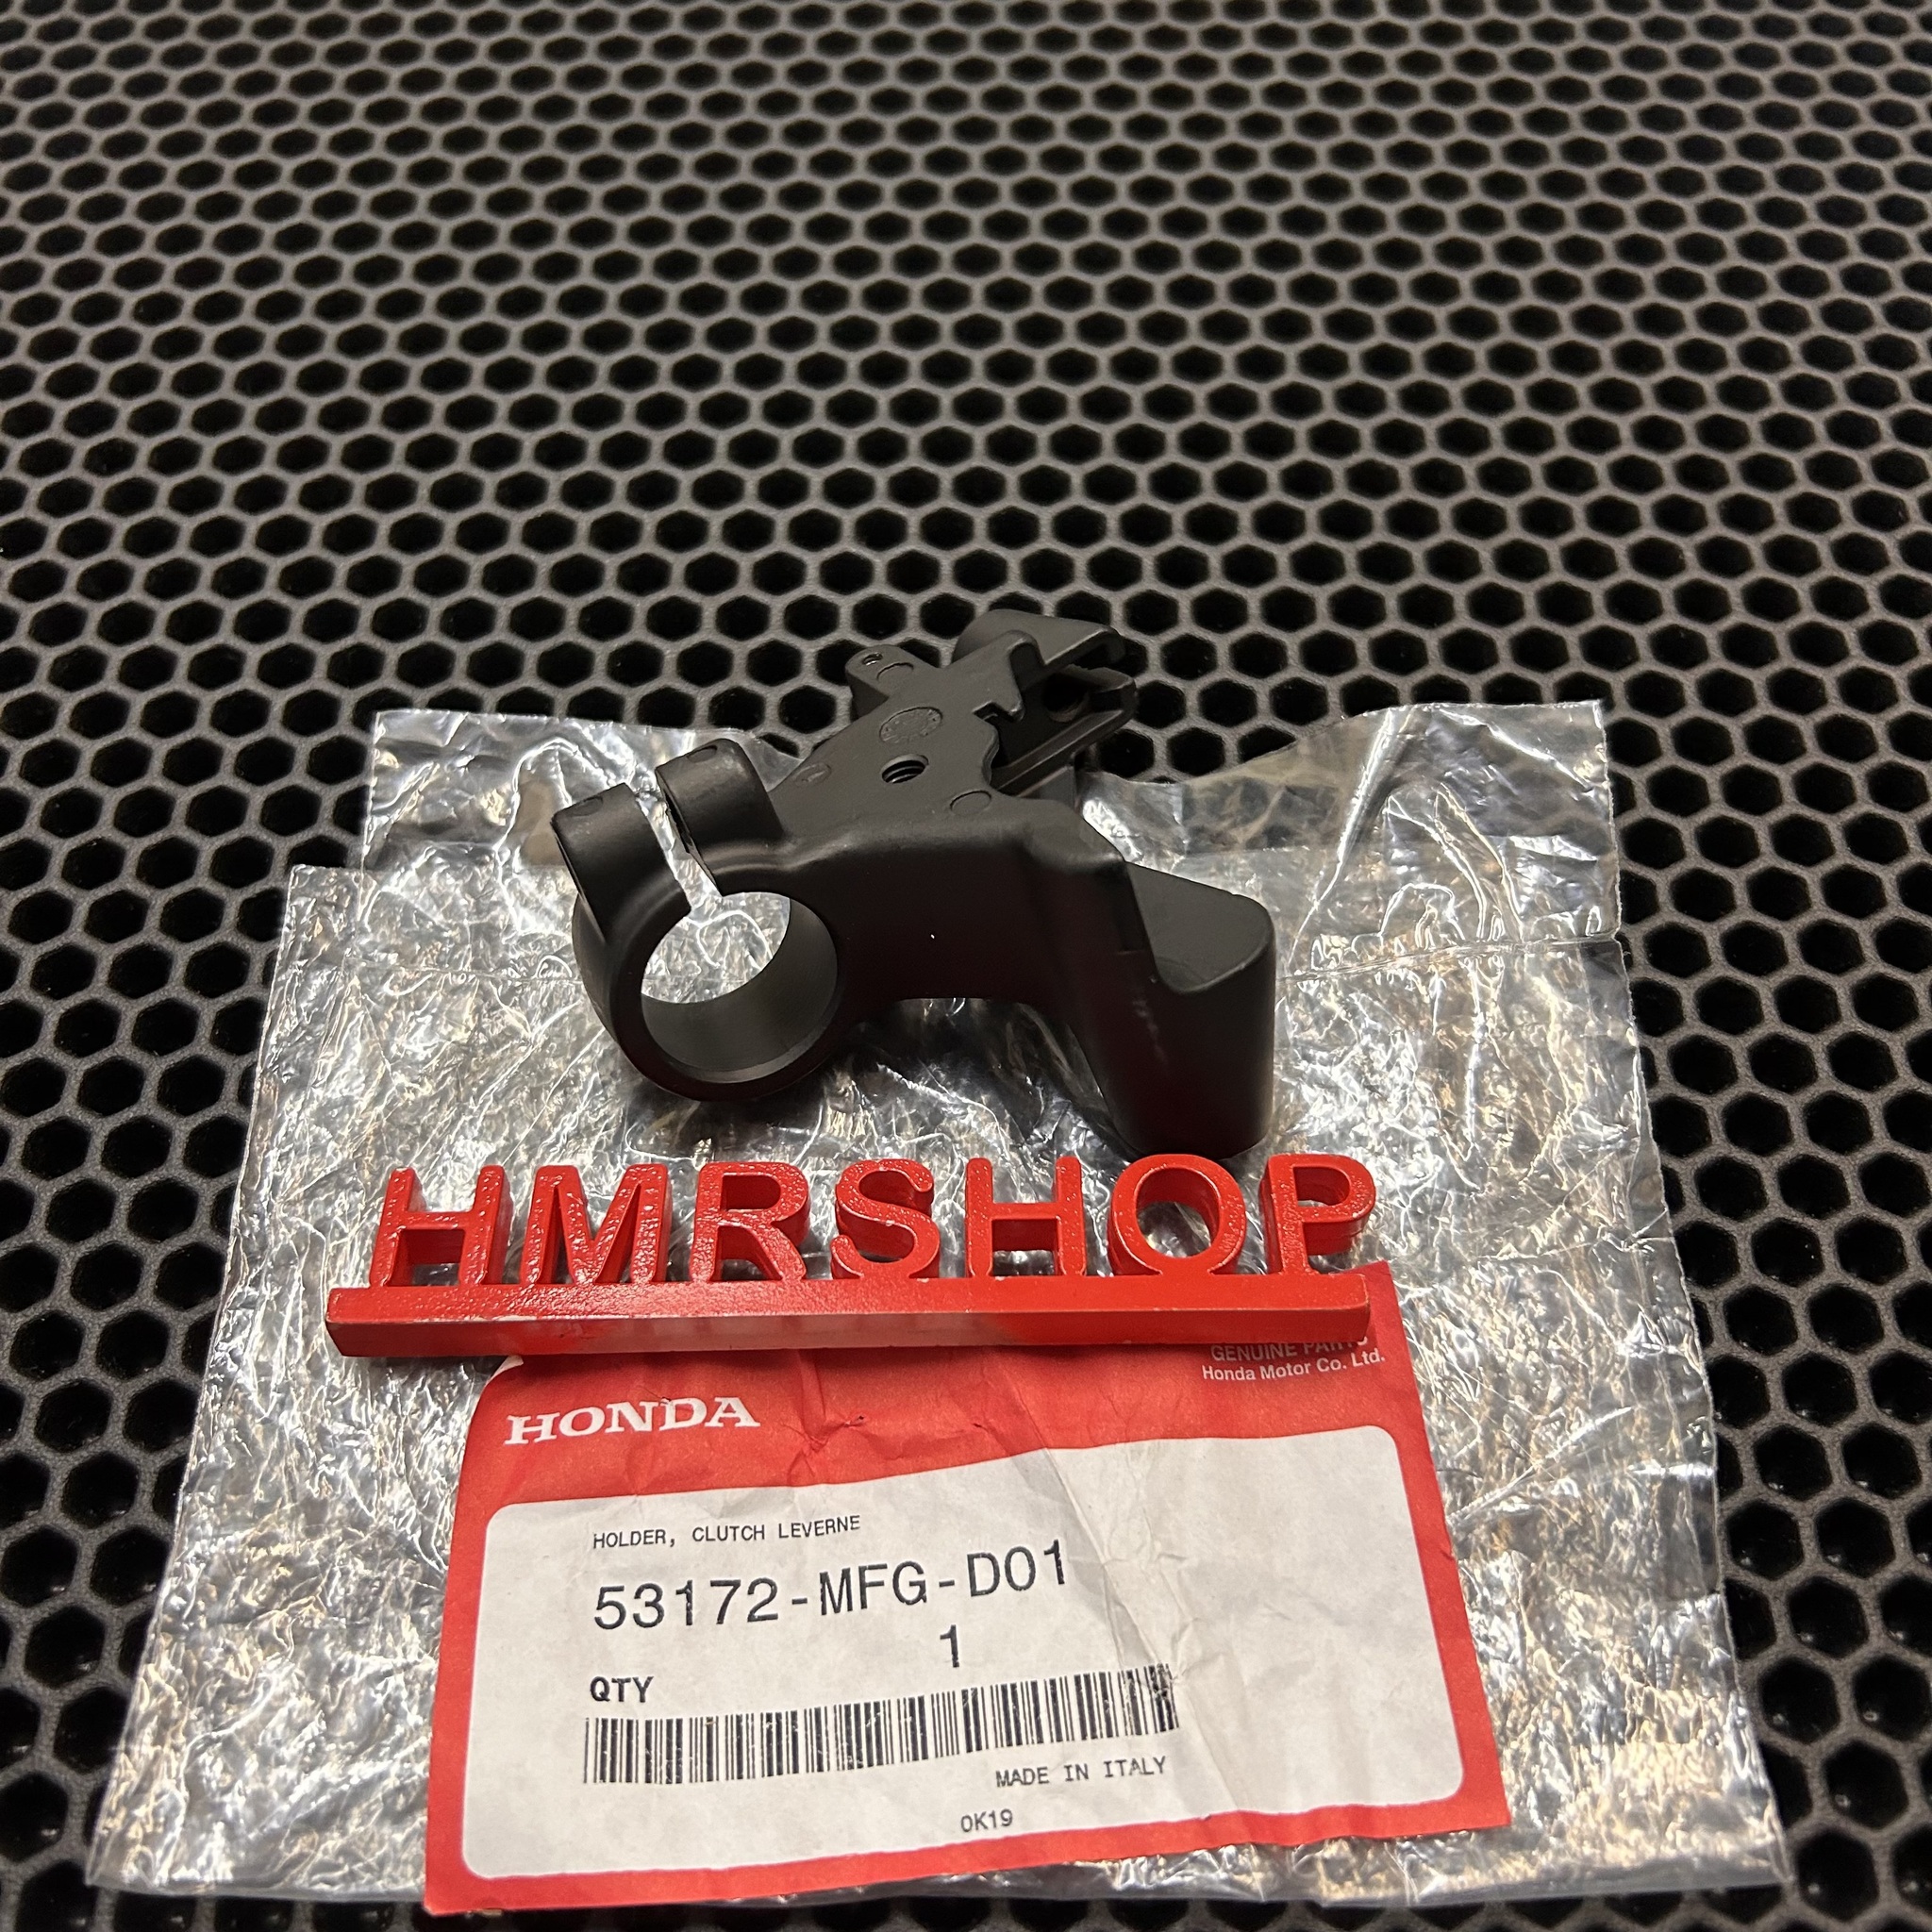 HMRSHOP
GENUINE PARTS
Honda Motor Co. Ltd.
HONDA
HOLDER, CLUTCH LEVERNE
53172-MFG-D01
1
QTY
MADE IN ITALY
0K19